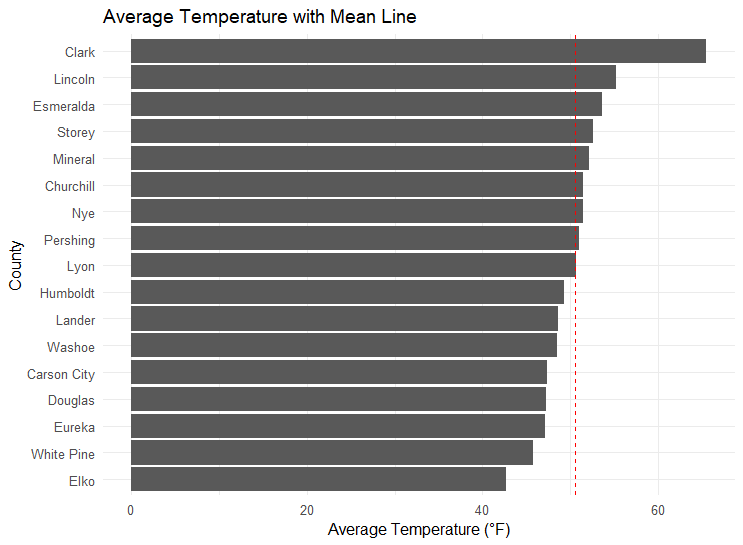 Average Temperature with Mean Line
County
Clark
Lincoln
Esmeralda
Storey
Mineral
Churchill
Nye
Pershing
Lyon
Humboldt
Lander
Washoe
Carson City
Douglas
Eureka
White Pine
Elko
0 20 40 60
Average Temperature (°F)